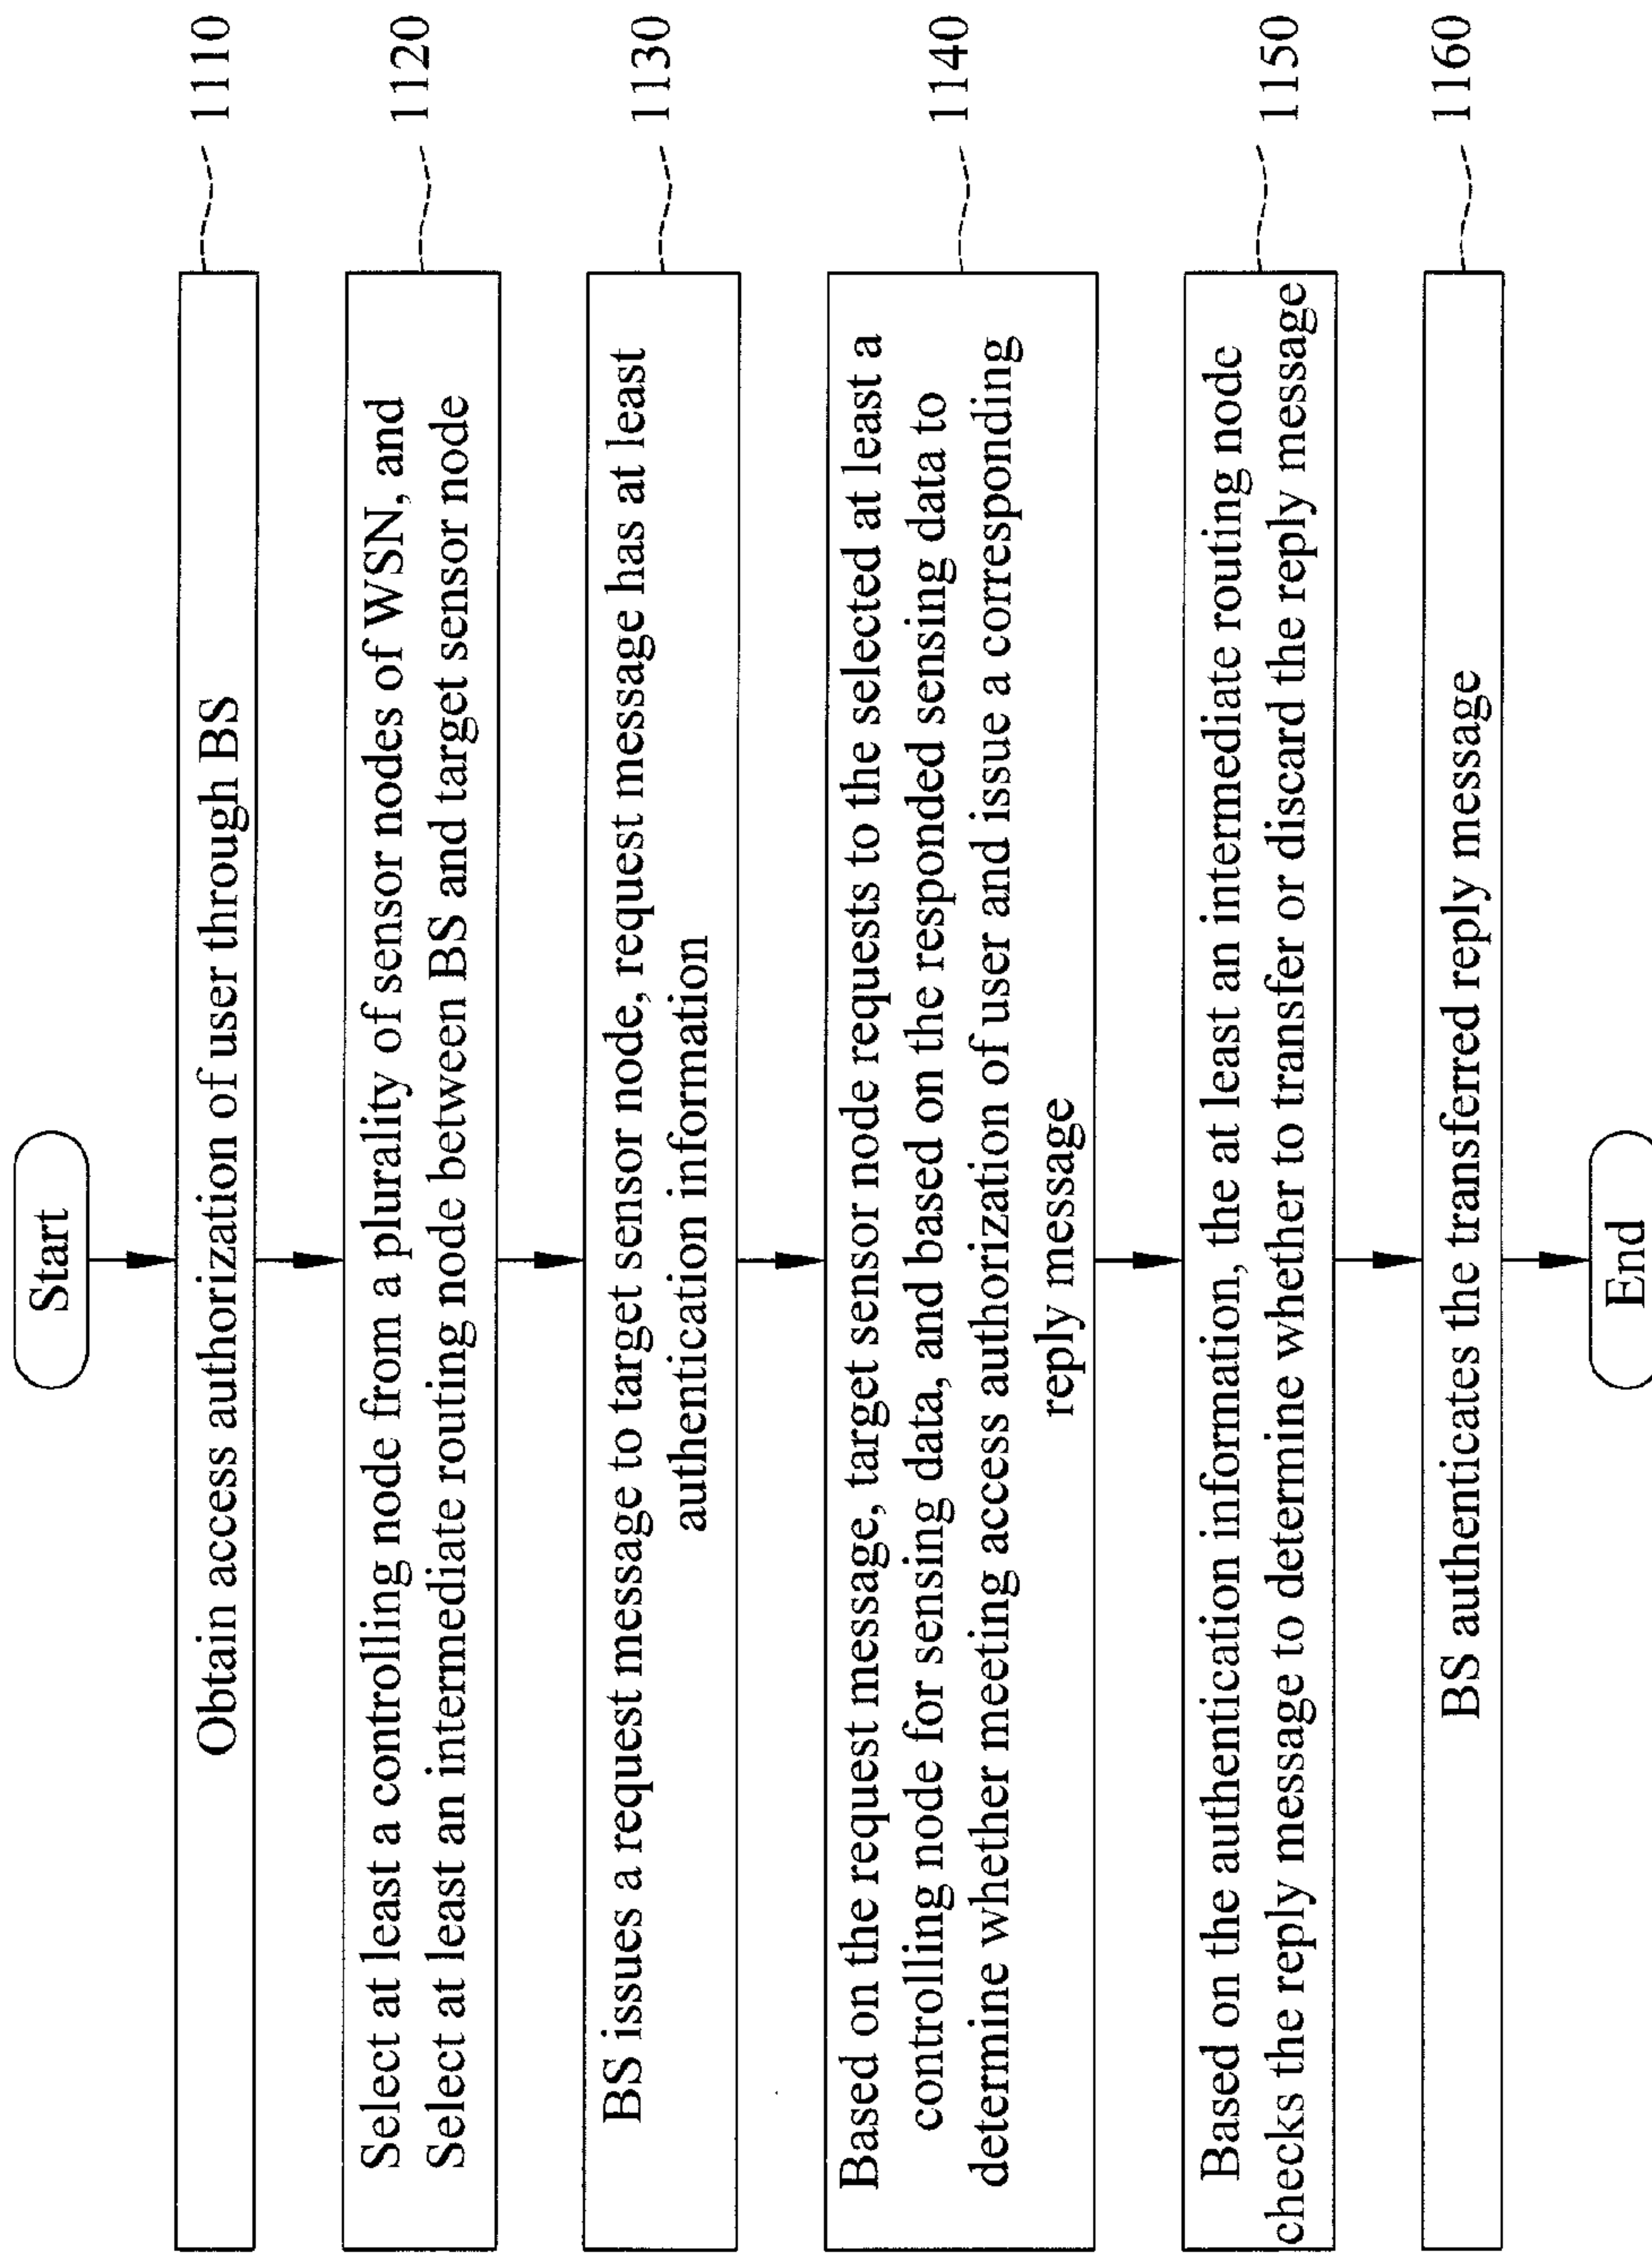 Start
Obtain access authorization of user through BS
1110
Select at least a controlling node from a plurality of sensor nodes of WSN, and
Select at least an intermediate routing node between BS and target sensor node
1120
BS issues a request message to target sensor node, request message has at least
authentication information
1130
Based on the request message, target sensor node requests to the selected at least a
controlling node for sensing data, and based on the responded sensing data to
determine whether meeting access authorization of user and issue a corresponding
reply message
1140
Based on the authentication information, the at least an intermediate routing node
checks the reply message to determine whether to transfer or discard the reply message
1150
BS authenticates the transferred reply message
1160
End